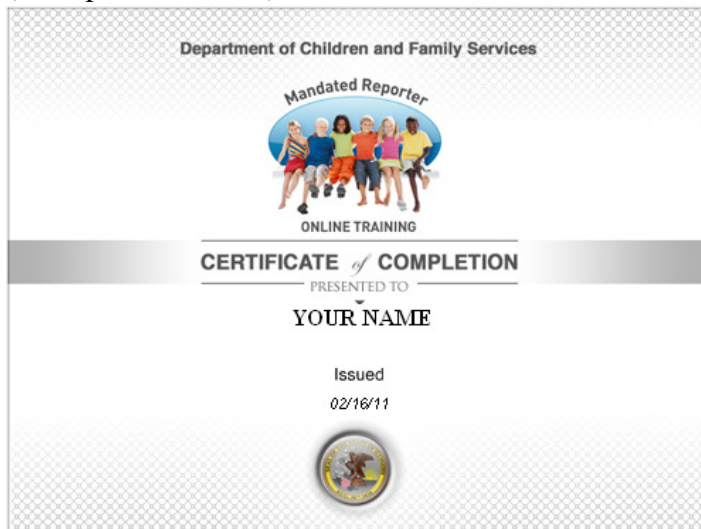 Department of Children and Family Services
Mandated Reporter
ONLINE TRAINING
CERTIFICATE of COMPLETION
PRESENTED TO
YOUR NAME
Issued
02/16/11